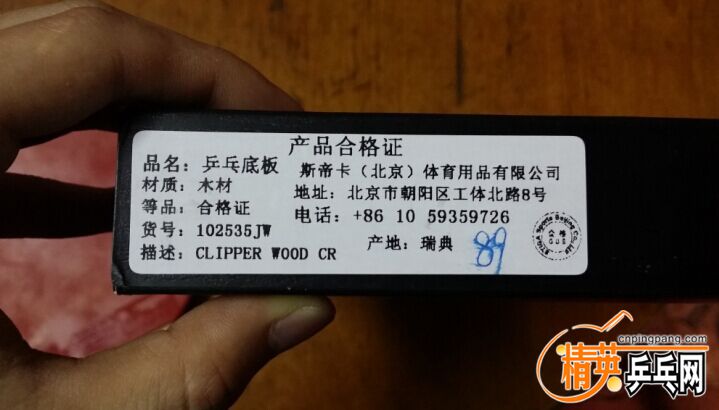 产品合格证
品名：乒乓底板
斯帝卡（北京）体育用品有限公司
材质：木材
地址：北京市朝阳区工体北路8号
等品：合格证
电话：+86 10 59359726
货号：102535JW
产地：瑞典
描述：CLIPPER WOOD CR
89
合格
cnpingpang.com
精英乒乓网